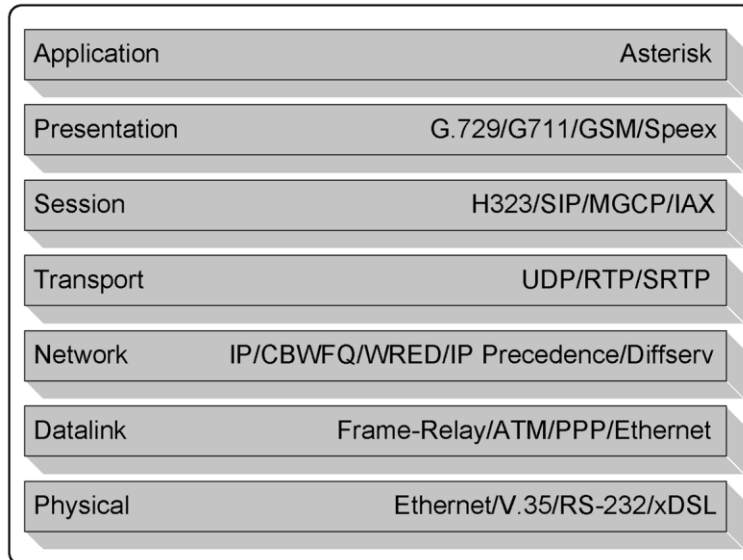 Application Asterisk
Presentation G.729/G711/GSM/Speex
Session H323/SIP/MGCP/IAX
Transport UDP/RTP/SRTP
Network IP/CBWFQ/WRED/IP Precedence/Diffserv
Datalink Frame-Relay/ATM/PPP/Ethernet
Physical Ethernet/V.35/RS-232/xDSL